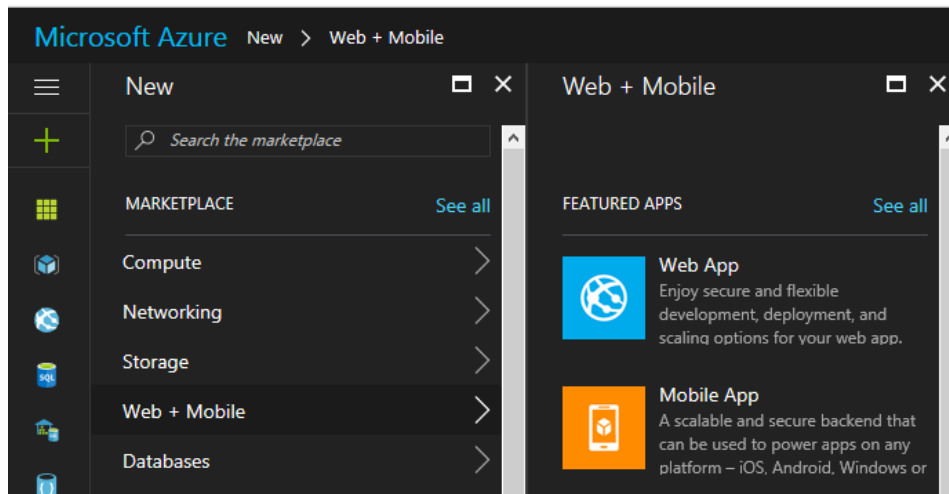 Microsoft Azure New > Web + Mobile
New
Search the marketplace
MARKETPLACE See all
Compute
Networking
Storage
Web + Mobile
Databases
SQL
Web + Mobile
FEATURED APPS See all
Web App
Enjoy secure and flexible
development, deployment, and
scaling options for your web app.
Mobile App
A scalable and secure backend that
can be used to power apps on any
platform – iOS, Android, Windows or